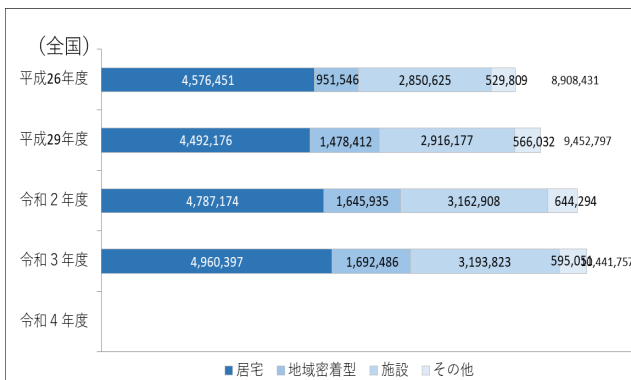 (全国)
平成26年度 4,576,451 951,546 2,850,625 529,809 8,908,431
平成29年度 4,492,176 1,478,412 2,916,177 566,032 9,452,797
令和2年度 4,787,174 1,645,935 3,162,908 644,294
令和3年度 4,960,397 1,692,486 3,193,823 595,051
令和4年度
居宅 地域密着型 施設 その他